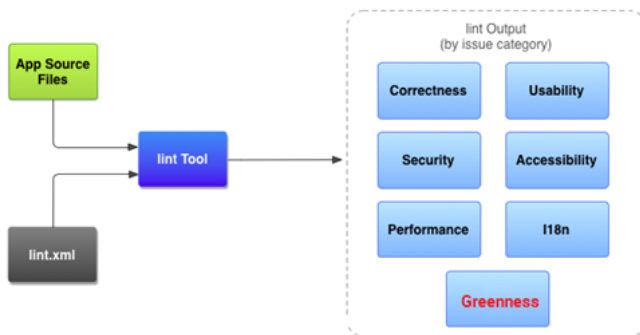 lint Output
(by issue category)
App Source
Files
Correctness
Usability
lint Tool
Security
Accessibility
lint.xml
Performance
I18n
Greenness